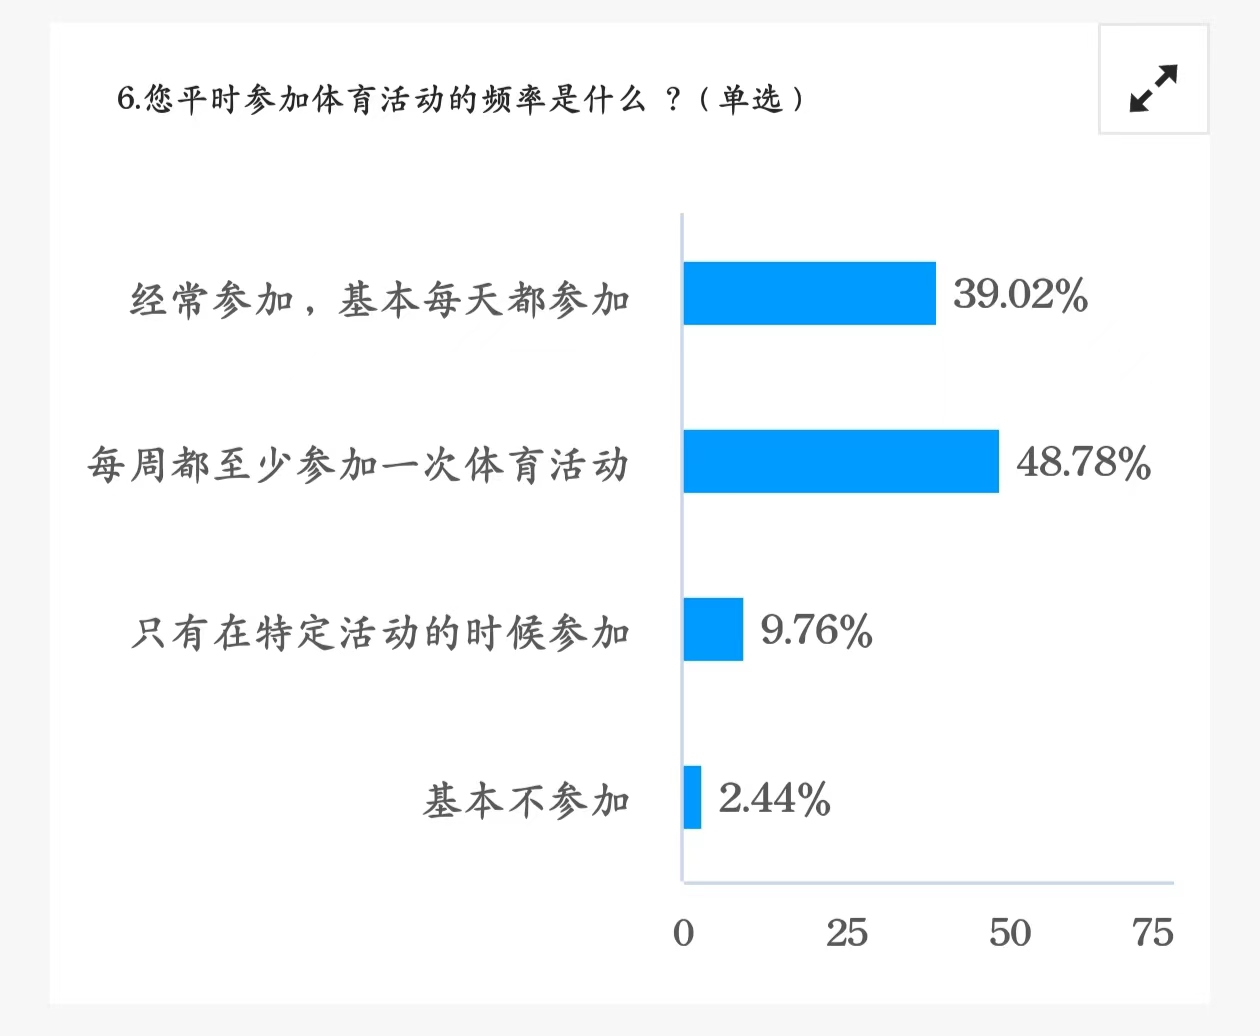 6.您平时参加体育活动的频率是什么 ？（单选）
经常参加，基本每天都参加
39.02%
每周都至少参加一次体育活动
48.78%
只有在特定活动的时候参加
9.76%
基本不参加
2.44%
0 25 50 75